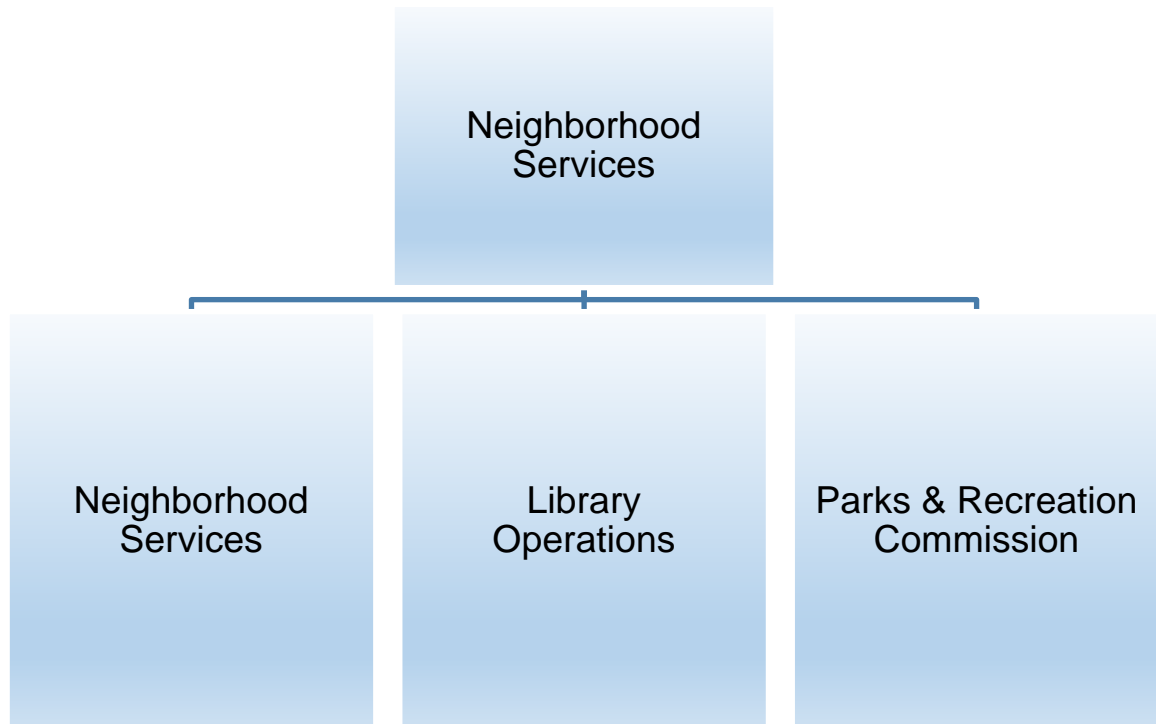 Neighborhood
Services
Neighborhood
Services
Library
Operations
Parks & Recreation
Commission